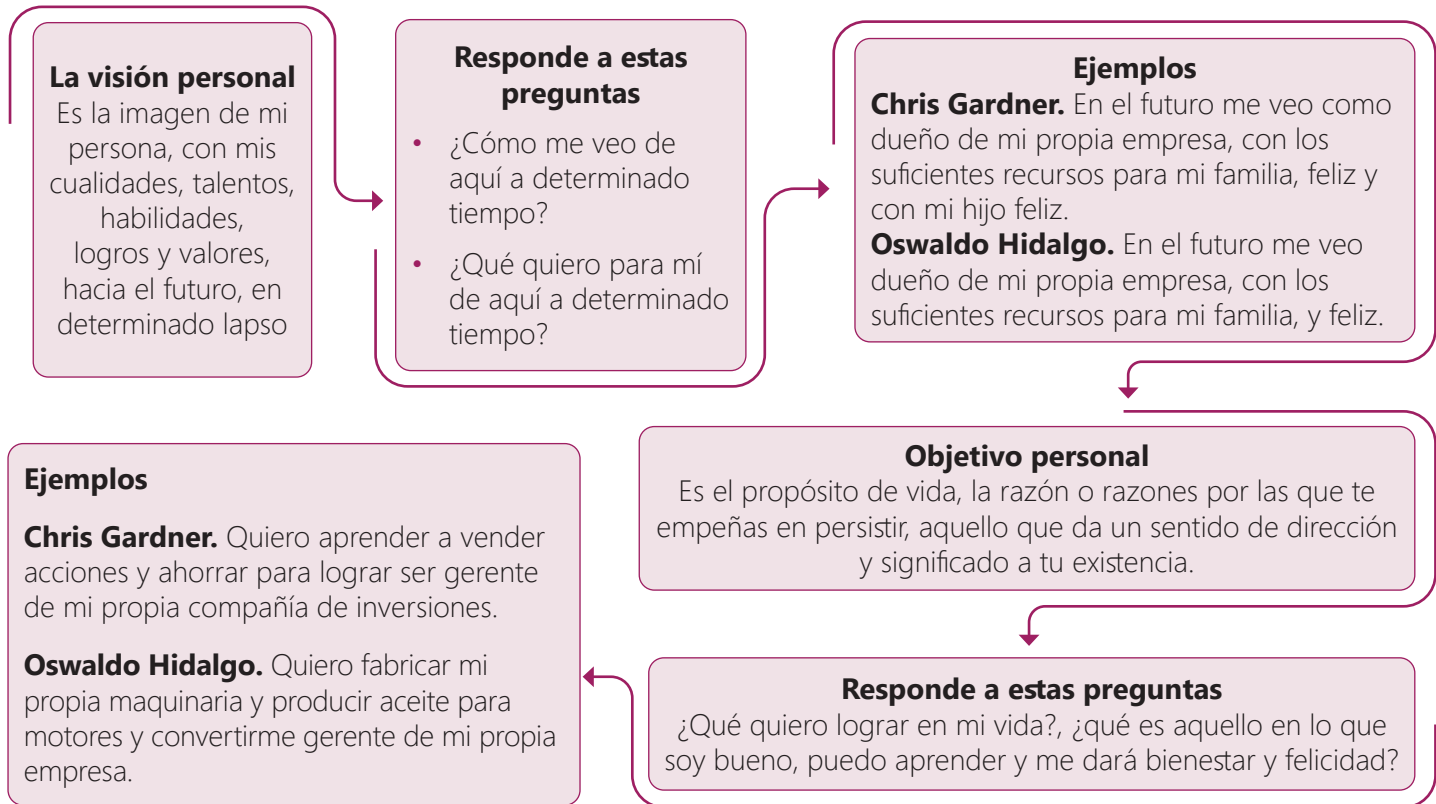 La visión personal
Es la imagen de mi
persona, con mis
cualidades, talentos,
habilidades,
logros y valores,
hacia el futuro, en
determinado lapso
Responde a estas
preguntas
• ¿Cómo me veo de
aquí a determinado
tiempo?
• ¿Qué quiero para mí
de aquí a determinado
tiempo?
Ejemplos
Chris Gardner. En el futuro me veo como
dueño de mi propia empresa, con los
suficientes recursos para mi familia, feliz y
con mi hijo feliz.
Oswaldo Hidalgo. En el futuro me veo
dueño de mi propia empresa, con los
suficientes recursos para mi familia, y feliz.
Objetivo personal
Es el propósito de vida, la razón o razones por las que te
empeñas en persistir, aquello que da un sentido de dirección
y significado a tu existencia.
Responde a estas preguntas
¿Qué quiero lograr en mi vida?, ¿qué es aquello en lo que
soy bueno, puedo aprender y me dará bienestar y felicidad?
Ejemplos
Chris Gardner. Quiero aprender a vender
acciones y ahorrar para lograr ser gerente
de mi propia compañía de inversiones.
Oswaldo Hidalgo. Quiero fabricar mi
propia maquinaria y producir aceite para
motores y convertirme gerente de mi propia
empresa.